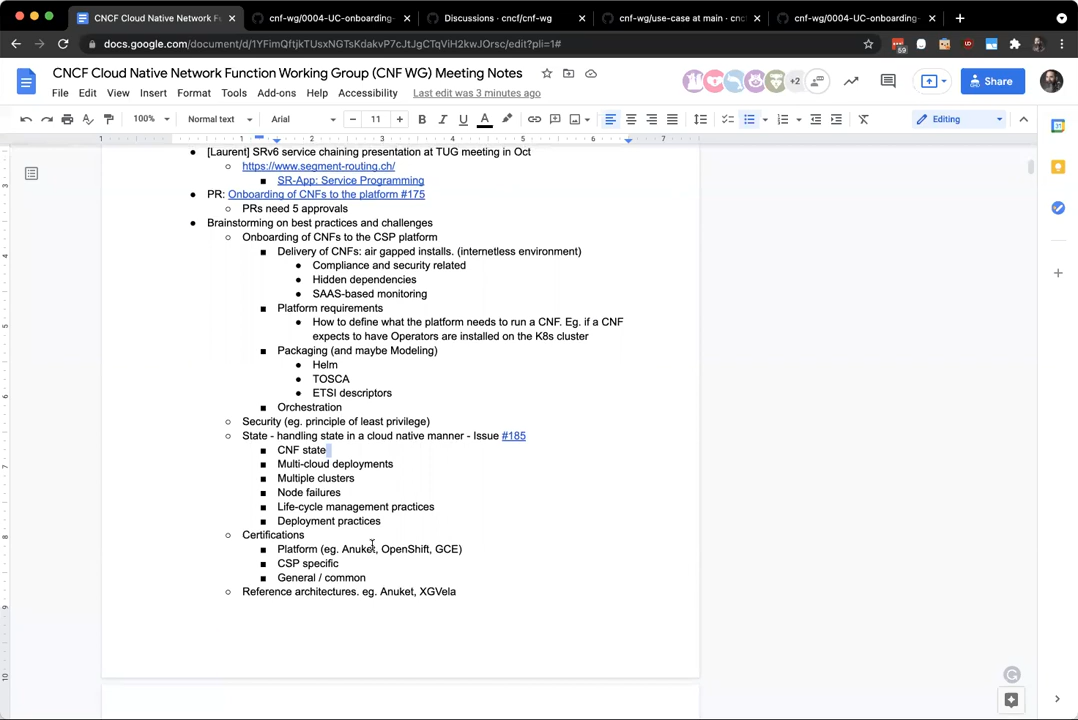 CNCF Cloud Native Network Fu
cnf-wg/0004-UC-onboarding-
Discussions · cncf/cnf-wg
cnf-wg/use-case at main · cnc
cnf-wg/0004-UC-onboarding-
docs.google.com/document/d/1YFimQftjkTUsxNGTsKdakvP7cJtJgCTqViH2kwJOrsc/edit?pli=1#
59
CNCF Cloud Native Network Function Working Group (CNF WG) Meeting Notes
+2
Share
File Edit View Insert Format Tools Add-ons Help Accessibility Last edit was 3 minutes ago
100% Normal text Arial 11 Editing
1 1 2 3 4 5 6 7
[Laurent] SRv6 service chaining presentation at TUG meeting in Oct
https://www.segment-routing.ch/
SR-App: Service Programming
PR: Onboarding of CNFs to the platform #175
PRs need 5 approvals
Brainstorming on best practices and challenges
Onboarding of CNFs to the CSP platform
Delivery of CNFs: air gapped installs. (internetless environment)
Compliance and security related
Hidden dependencies
SAAS-based monitoring
Platform requirements
How to define what the platform needs to run a CNF. Eg. if a CNF
expects to have Operators are installed on the K8s cluster
Packaging (and maybe Modeling)
Helm
TOSCA
ETSI descriptors
Orchestration
Security (eg. principle of least privilege)
State - handling state in a cloud native manner - Issue #185
CNF state
Multi-cloud deployments
Multiple clusters
Node failures
Life-cycle management practices
Deployment practices
Certifications
Platform (eg. Anuket, OpenShift, GCE)
CSP specific
General / common
Reference architectures. eg. Anuket, XGVela